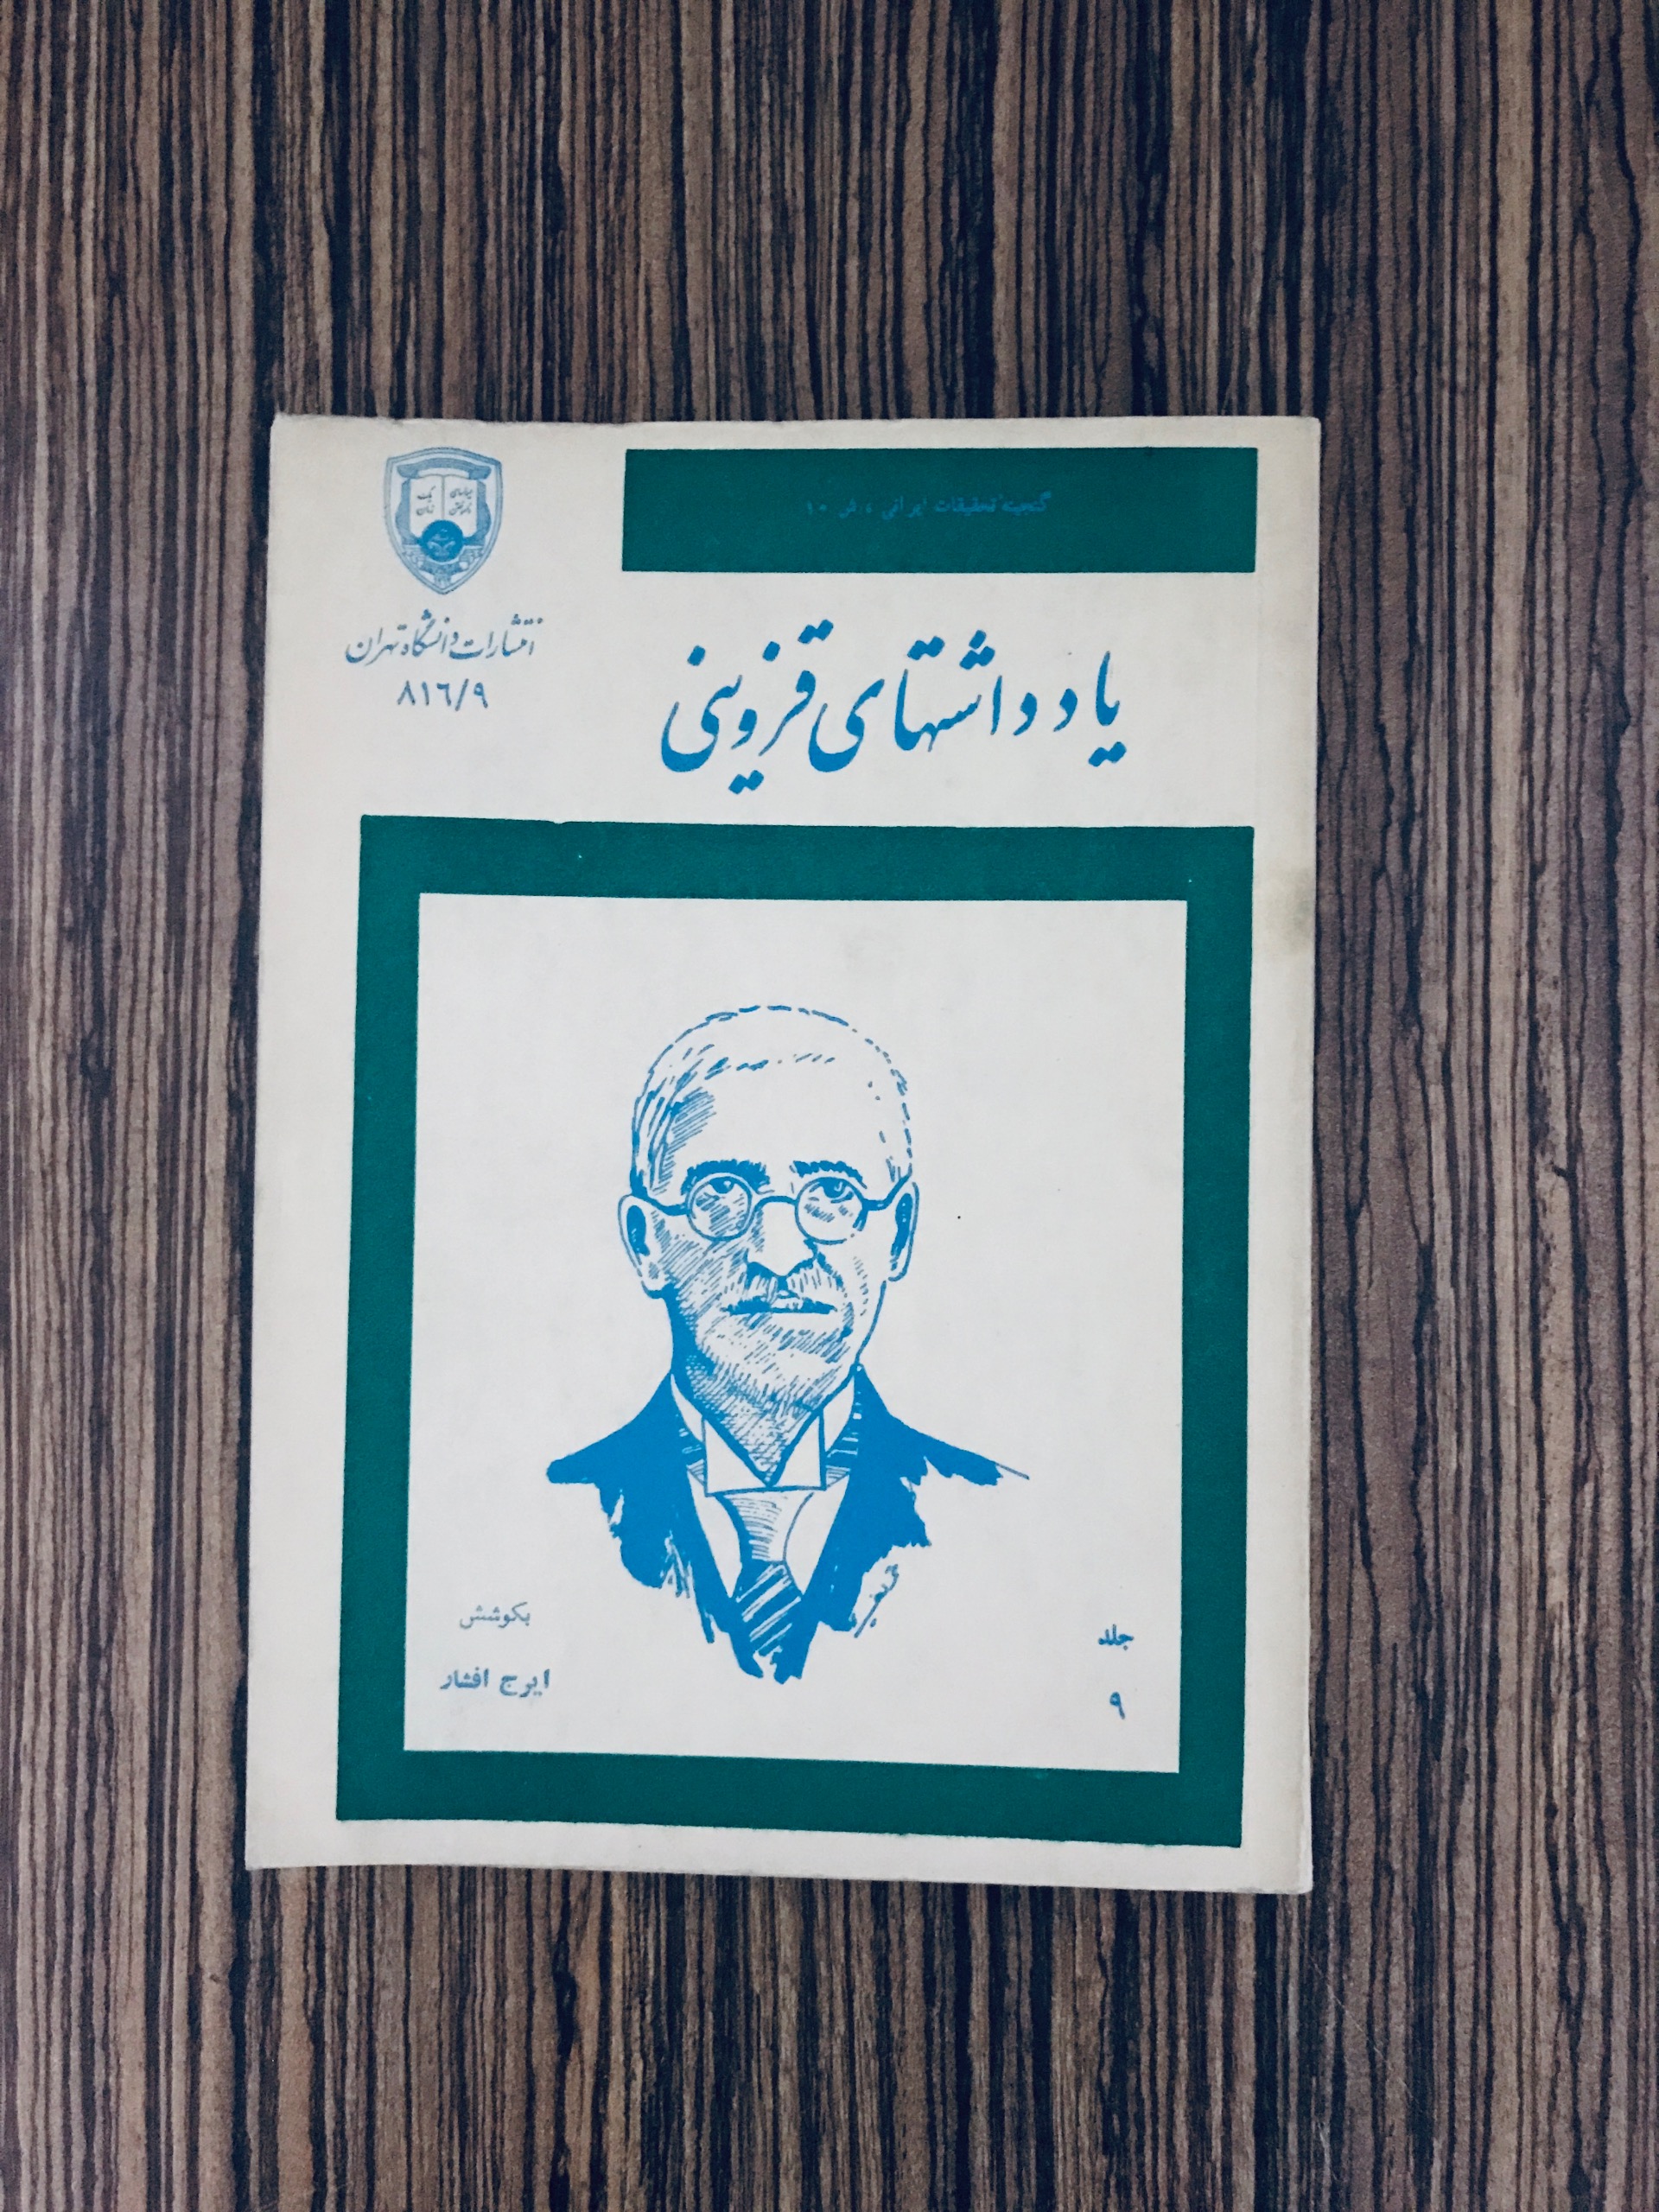 گنجینهٔ تحقیقات ایرانی، ش ۱۰
انتشارات دانشگاه تهران
۸۱۶/۹
یادداشتهای قزوینی
بکوشش
ایرج افشار
جلد
۹